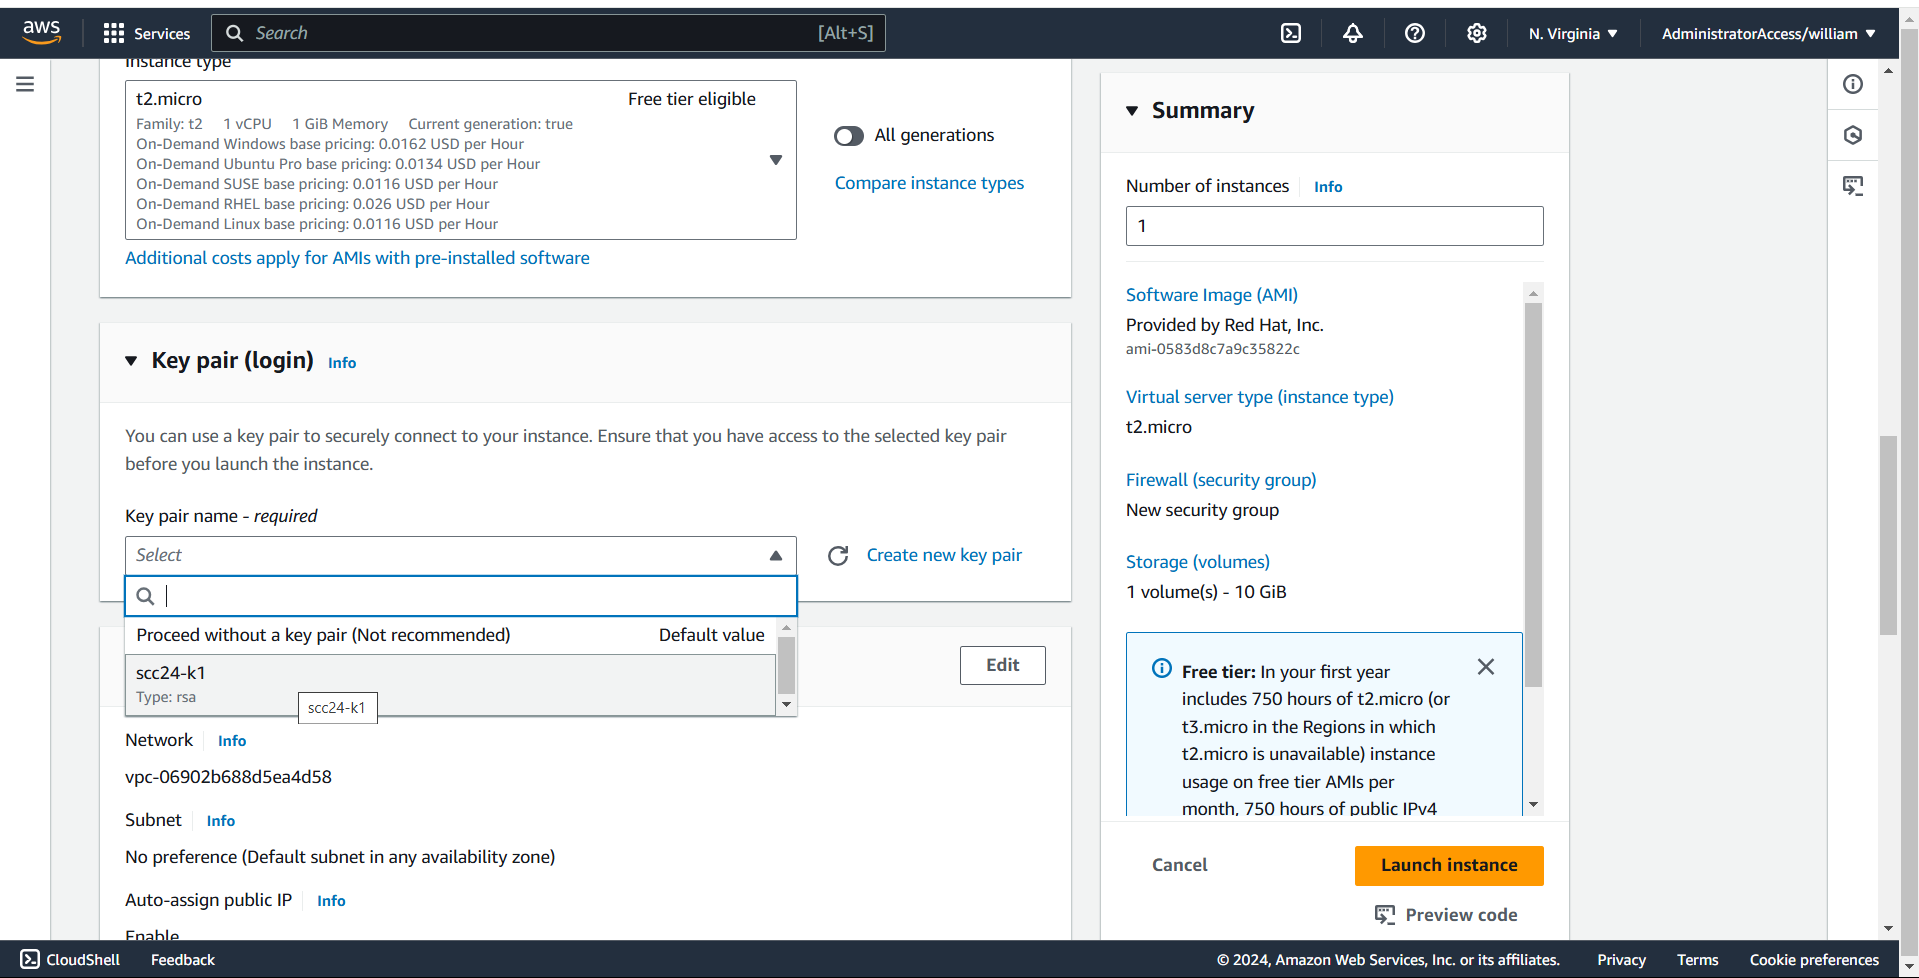 aws
Services
Search
[Alt+S]
N. Virginia
AdministratorAccess/william
Instance type
t2.micro
Free tier eligible
Family: t2 1 vCPU 1 GiB Memory Current generation: true
On-Demand Windows base pricing: 0.0162 USD per Hour
On-Demand Ubuntu Pro base pricing: 0.0134 USD per Hour
On-Demand SUSE base pricing: 0.0116 USD per Hour
On-Demand RHEL base pricing: 0.026 USD per Hour
On-Demand Linux base pricing: 0.0116 USD per Hour
All generations
Compare instance types
Additional costs apply for AMIs with pre-installed software
Key pair (login)
Info
You can use a key pair to securely connect to your instance. Ensure that you have access to the selected key pair
before you launch the instance.
Key pair name - required
Select
Create new key pair
Proceed without a key pair (Not recommended)
Default value
scc24-k1
Type: rsa
scc24-k1
Edit
Network
Info
vpc-06902b688d5ea4d58
Subnet
Info
No preference (Default subnet in any availability zone)
Auto-assign public IP
Info
Enable
Summary
Number of instances
Info
1
Software Image (AMI)
Provided by Red Hat, Inc.
ami-0583d8c7a9c35822c
Virtual server type (instance type)
t2.micro
Firewall (security group)
New security group
Storage (volumes)
1 volume(s) - 10 GiB
Free tier: In your first year
includes 750 hours of t2.micro (or
t3.micro in the Regions in which
t2.micro is unavailable) instance
usage on free tier AMIs per
month, 750 hours of public IPv4
Cancel
Launch instance
Preview code
CloudShell
Feedback
© 2024, Amazon Web Services, Inc. or its affiliates.
Privacy
Terms
Cookie preferences